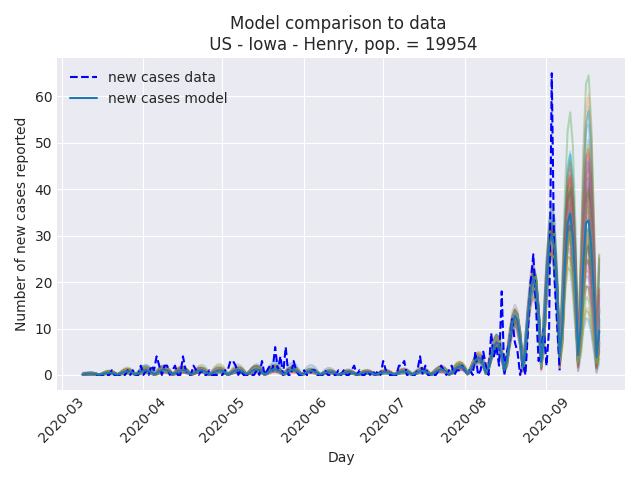 Model comparison to data
US - Iowa - Henry, pop. = 19954
new cases data
new cases model
Number of new cases reported
60
50
40
30
20
10
0
2020-03
2020-04
2020-05
2020-06
2020-07
2020-08
2020-09
Day